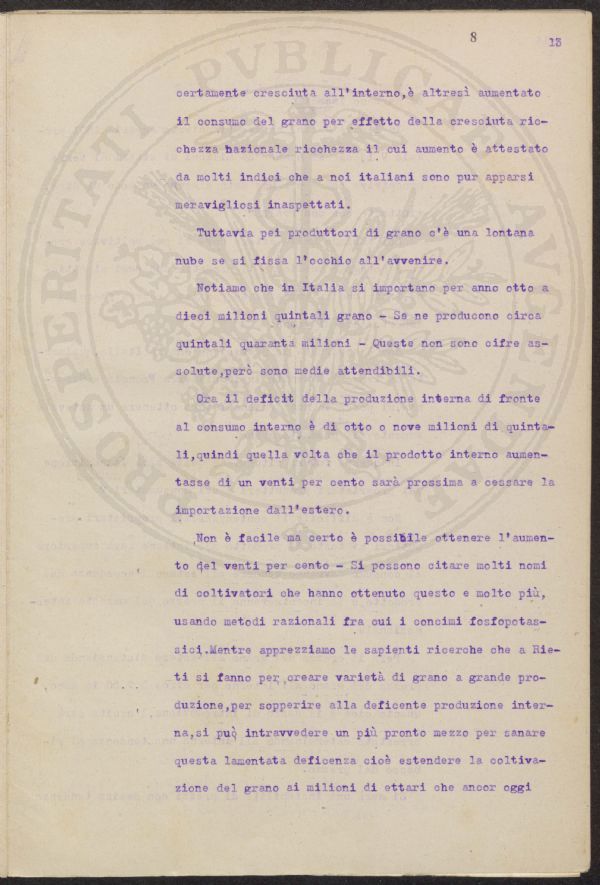 8
13
certamente cresciuta all'interno,è altresì aumentato
il consumo del grano per effetto della cresciuta ric-
chezza nazionale ricchezza il cui aumento è attestato
da molti indici che a noi italiani sono pur apparsi
meravigliosi inaspettati.
Tuttavia pei produttori di grano c'è una lontana
nube se si fissa l'occhio all'avvenire.
Notiamo che in Italia si importano per anno otto a
dieci milioni quintali grano - Se ne producono circa
quintali quaranta milioni - Queste non sono cifre as-
solute,però sono medie attendibili.
Ora il deficit della produzione interna di fronte
al consumo interno è di otto o nove milioni di quinta-
li,quindi quella volta che il prodotto interno aumen-
tasse di un venti per cento sarà prossima a cessare la
importazione dall'estero.
Non è facile ma certo è possibile ottenere l'aumen-
to del venti per cento - Si possono citare molti nomi
di coltivatori che hanno ottenuto questo e molto più,
usando metodi razionali fra cui i concimi fosfopotas-
sici.Mentre apprezziamo le sapienti ricerche che a Rie-
ti si fanno per creare varietà di grano a grande pro-
duzione,per sopperire alla deficente produzione inter-
na,si può intravvedere un più pronto mezzo per sanare
questa lamentata deficenza cioè estendere la coltiva-
zione del grano ai milioni di ettari che ancor oggi
PROSPERITATI PVBLICAE AVGENDAE